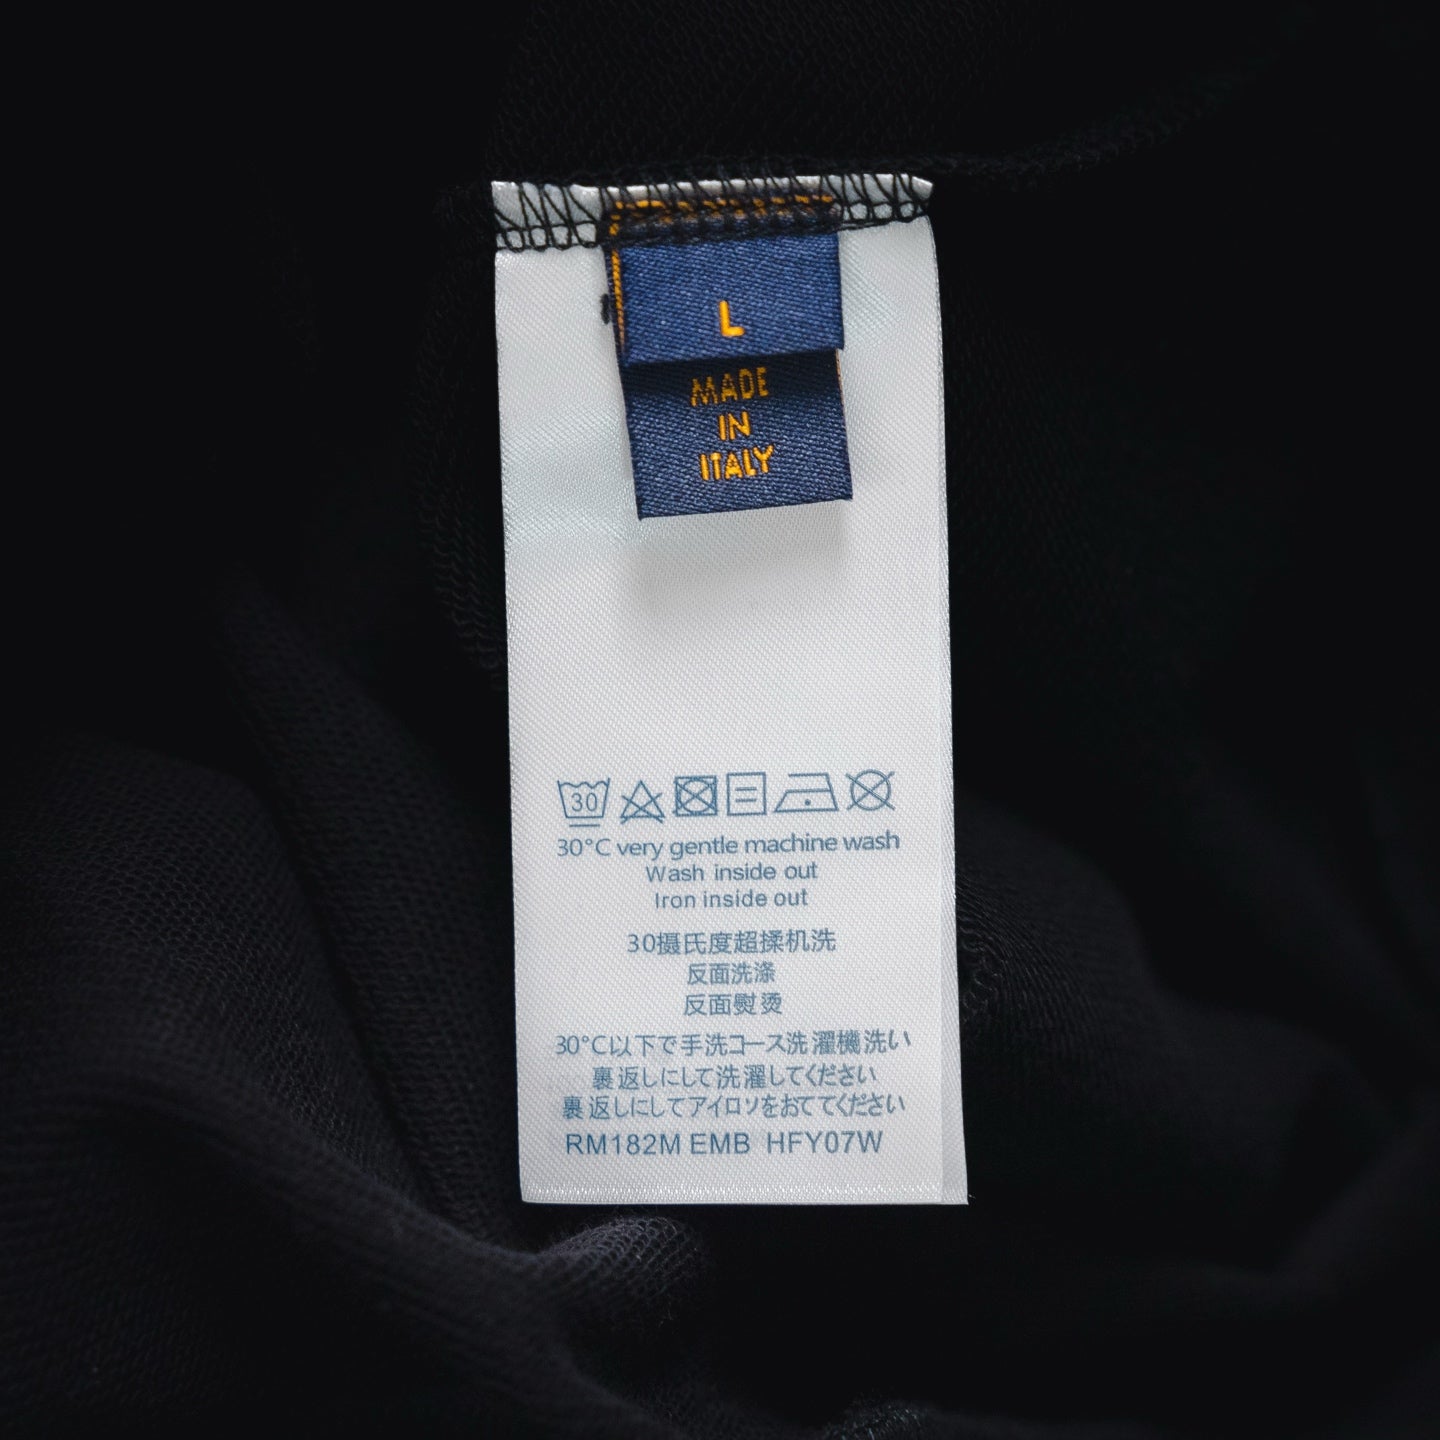 L
MADE
IN
ITALY
30
30°C very gentle machine wash
Wash inside out
Iron inside out
30摄氏度超揉机洗
反面洗涤
反面熨烫
30°C以下で手洗コース洗濯機洗い
裏返しにして洗濯してください
裏返しにしてアイロソをおててください
RM182M EMB HFY07W